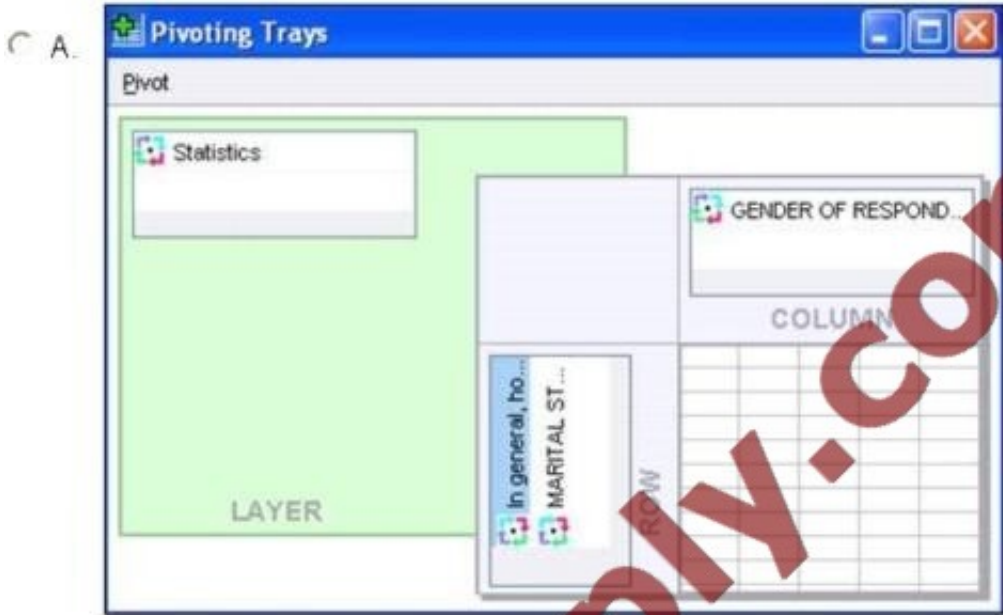 A.
Pivoting Trays
Pivot
Statistics
GENDER OF RESPOND...
COLUMN
In general, ho...
MARITAL ST...
ROW
LAYER